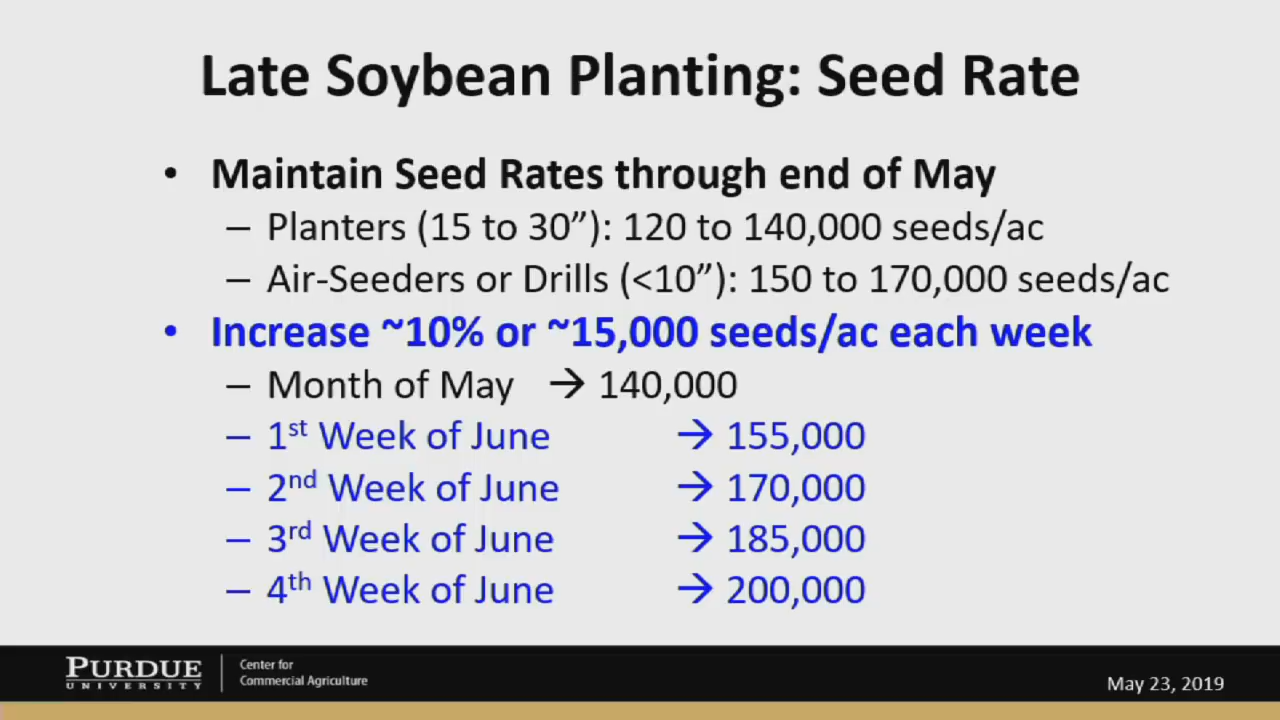 Late Soybean Planting: Seed Rate
• Maintain Seed Rates through end of May
– Planters (15 to 30”): 120 to 140,000 seeds/ac
– Air-Seeders or Drills (<10”): 150 to 170,000 seeds/ac
• Increase ~10% or ~15,000 seeds/ac each week
– Month of May → 140,000
– 1st Week of June → 155,000
– 2nd Week of June → 170,000
– 3rd Week of June → 185,000
– 4th Week of June → 200,000
PURDUE
UNIVERSITY
Center for
Commercial Agriculture
May 23, 2019